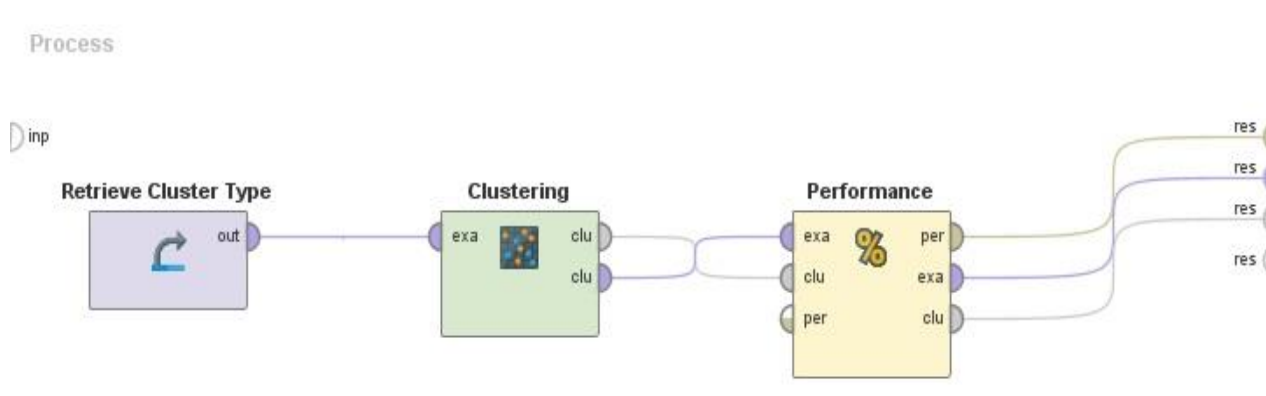 Process
inp
Retrieve Cluster Type
out
Clustering
exa
clu
clu
Performance
exa
clu
per
per
exa
clu
res
res
res
res